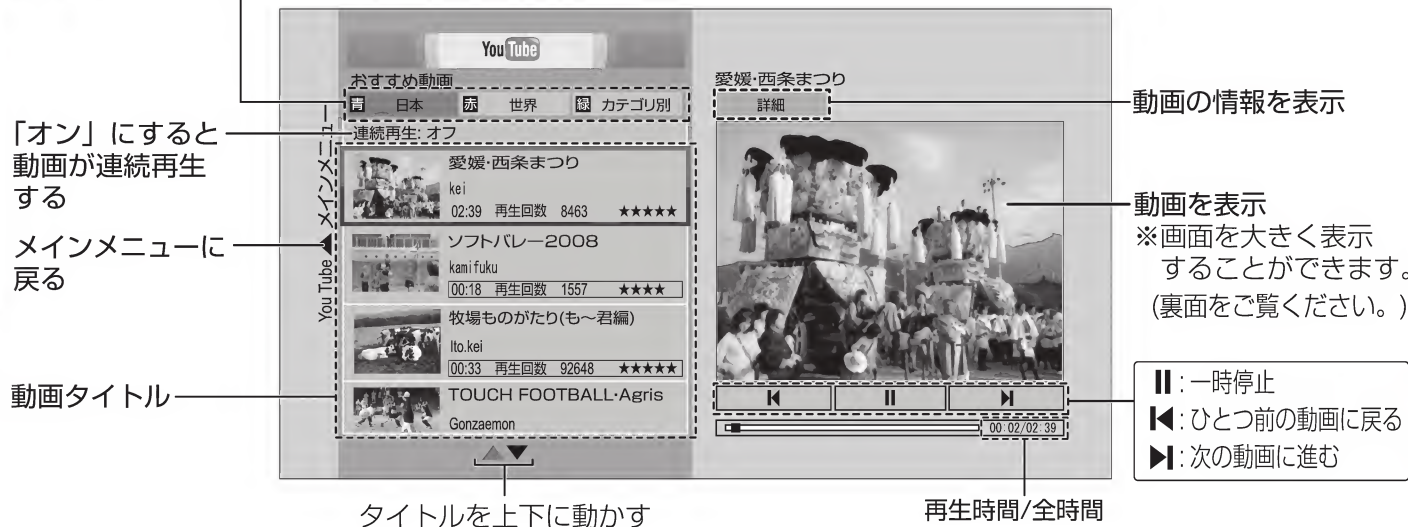 You Tube
おすすめ動画
青 日本 赤 世界 緑 カテゴリ別
連続再生: オフ
愛媛・西条まつり
kei
02:39 再生回数 8463 ★★★★★
ソフトバレー2008
kamifuku
00:18 再生回数 1557 ★★★★
牧場ものがたり(も〜君編)
Ito.kei
00:33 再生回数 92648 ★★★★★
TOUCH FOOTBALL・Agris
Gonzaemon
You Tube ◀ メインメニュー
「オン」にすると
動画が連続再生
する
メインメニューに
戻る
動画タイトル
タイトルを上下に動かす
愛媛・西条まつり
詳細
00:02/02:39
再生時間/全時間
動画の情報を表示
動画を表示
※画面を大きく表示
することができます。
(裏面をご覧ください。)
:一時停止
:ひとつ前の動画に戻る
:次の動画に進む